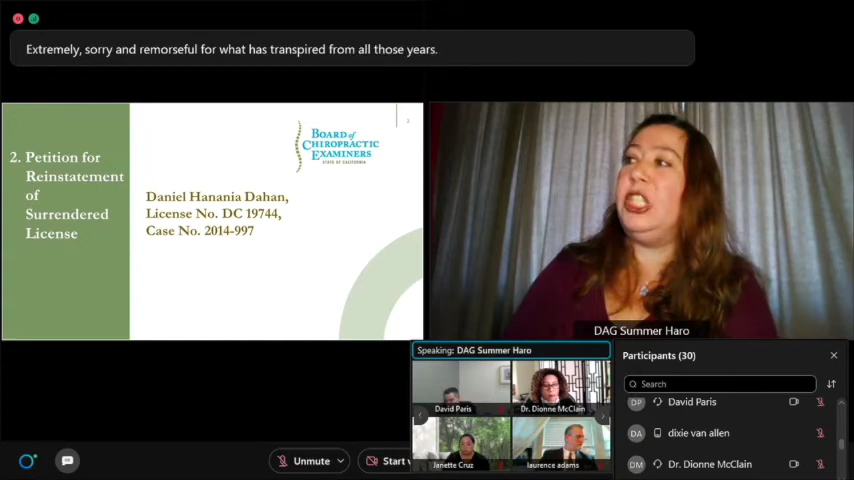 Extremely, sorry and remorseful for what has transpired from all those years.
2. Petition for
Reinstatement
of
Surrendered
License
BOARD of
CHIROPRACTIC
EXAMINERS
STATE OF CALIFORNIA
2
Daniel Hanania Dahan,
License No. DC 19744,
Case No. 2014-997
DAG Summer Haro
Speaking: DAG Summer Haro
David Paris
Dr. Dionne McClain
Janette Cruz
laurence adams
Participants (30)
Search
DP David Paris
DA dixie van allen
DM Dr. Dionne McClain
Unmute
Start v